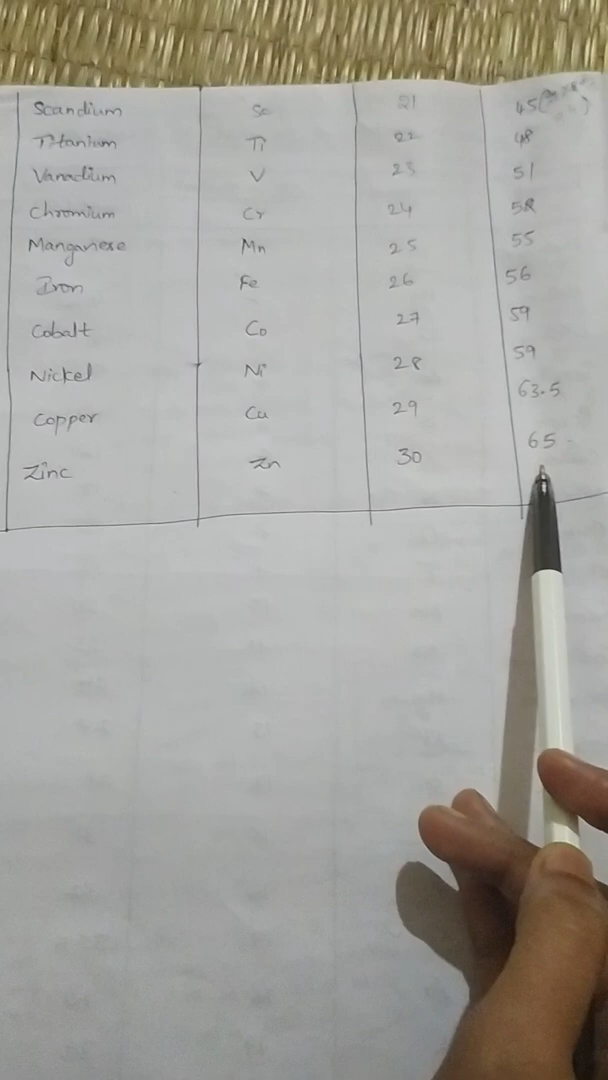 Scandium Sc 21 45
Titanium Ti 22 48
Vanadium V 23 51
Chromium Cr 24 52
Manganese Mn 25 55
Iron Fe 26 56
Cobalt Co 27 59
Nickel Ni 28 59
Copper Cu 29 63.5
Zinc Zn 30 65